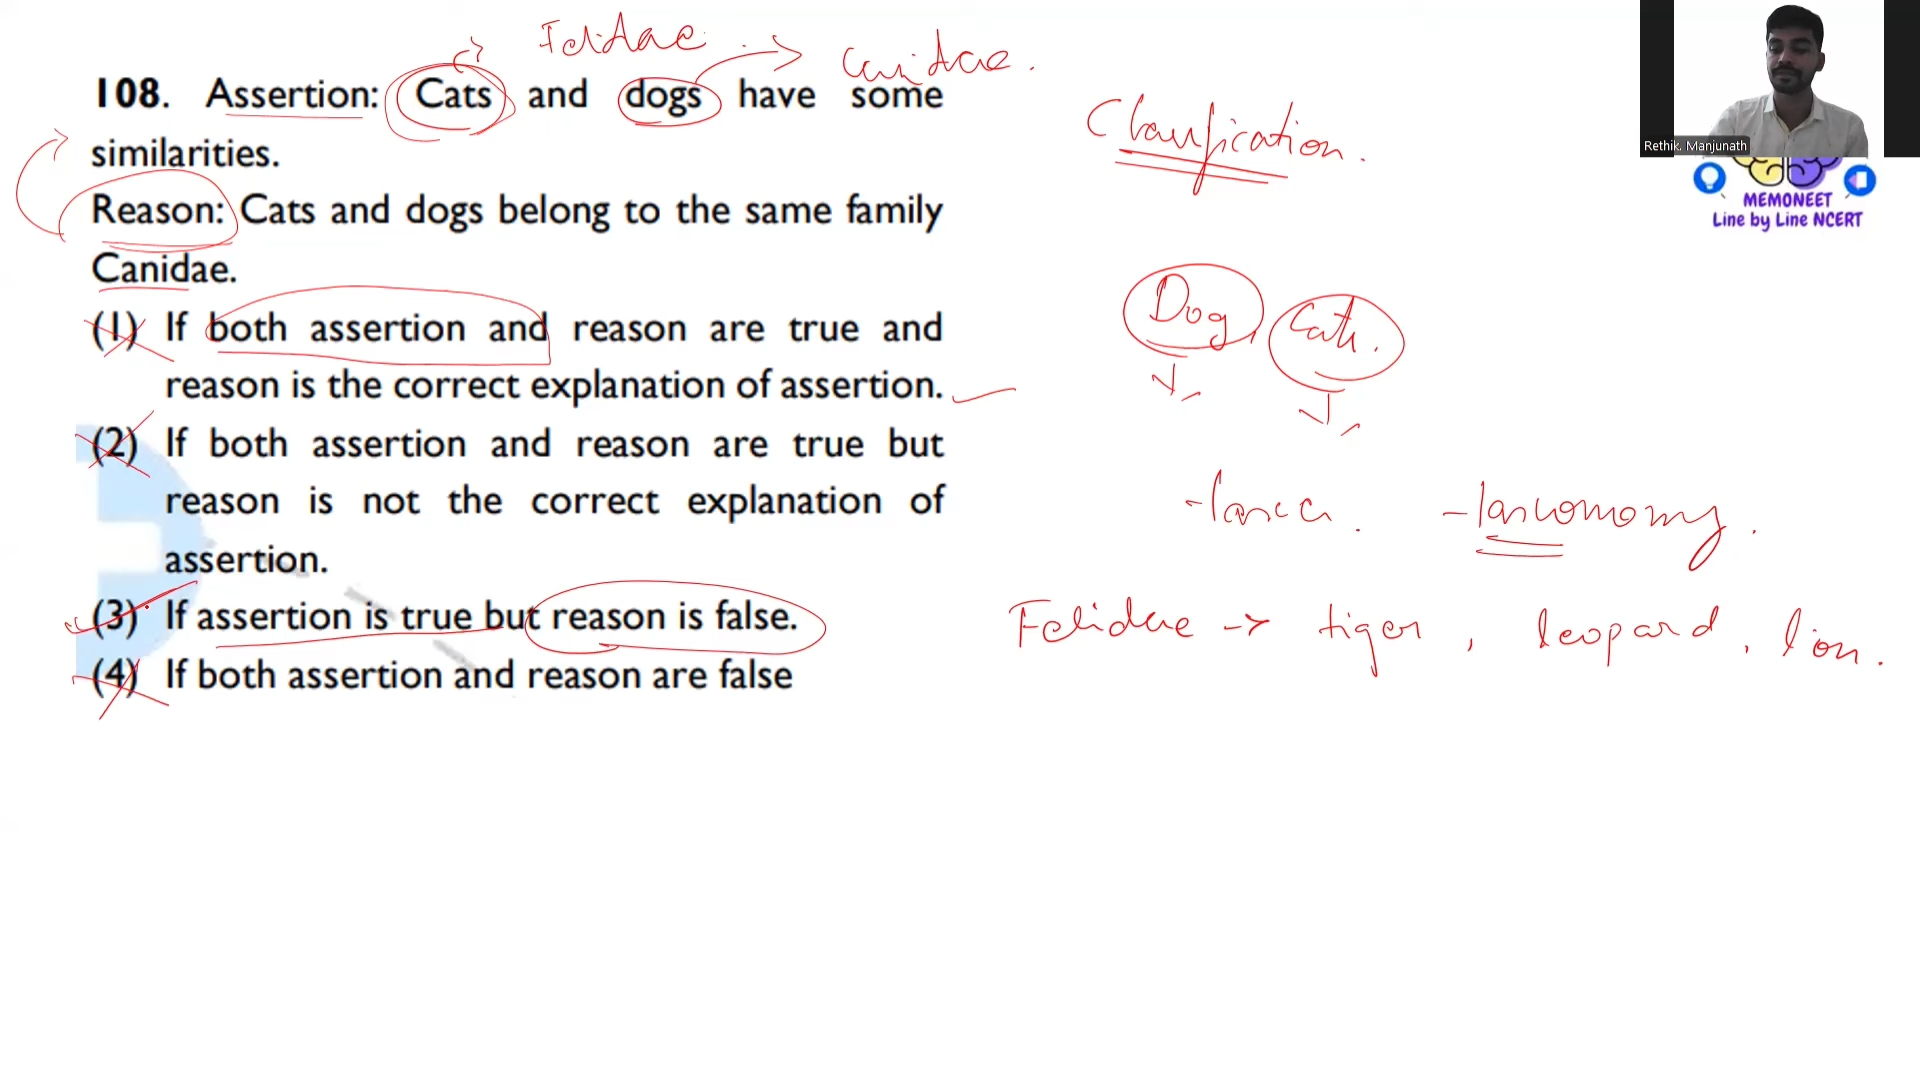 Felidae
Canidae.
108. Assertion: Cats and dogs have some
similarities.
Reason: Cats and dogs belong to the same family
Canidae.
(1) If both assertion and reason are true and
reason is the correct explanation of assertion.
(2) If both assertion and reason are true but
reason is not the correct explanation of
assertion.
(3) If assertion is true but reason is false.
(4) If both assertion and reason are false
Classification.
Dog, Cats.
- Taxa. - Taxonomy.
Felidae -> tiger, leopard, lion.
Rethik. Manjunath
MEMONEET
Line by Line NCERT